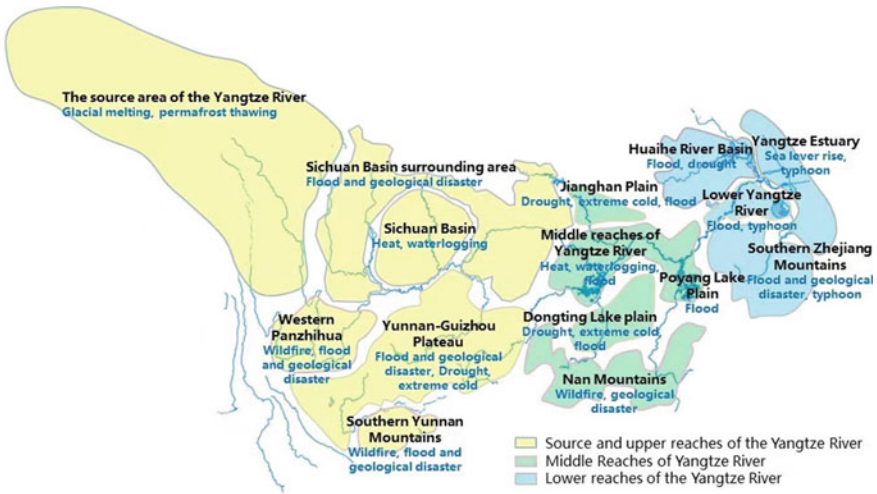 The source area of the Yangtze River
Glacial melting, permafrost thawing
Sichuan Basin surrounding area
Flood and geological disaster
Sichuan Basin
Heat, waterlogging
Western
Panzhihua
Wildfire, flood
and geological
disaster
Yunnan-Guizhou
Plateau
Flood and geological
disaster, Drought,
extreme cold
Southern Yunnan
Mountains
Wildfire, flood and
geological disaster
Jianghan Plain
Drought, extreme cold, flood
Middle reaches of
Yangtze River
Heat, waterlogging,
flood
Poyang Lake
Plain
Flood
Dongting Lake plain
Drought, extreme cold,
flood
Nan Mountains
Wildfire, geological
disaster
Huaihe River Basin
Flood, drought
Yangtze Estuary
Sea lever rise,
typhoon
Lower Yangtze
River
Flood, typhoon
Southern Zhejiang
Mountains
Flood and geological
disaster, typhoon
Source and upper reaches of the Yangtze River
Middle Reaches of Yangtze River
Lower reaches of the Yangtze River